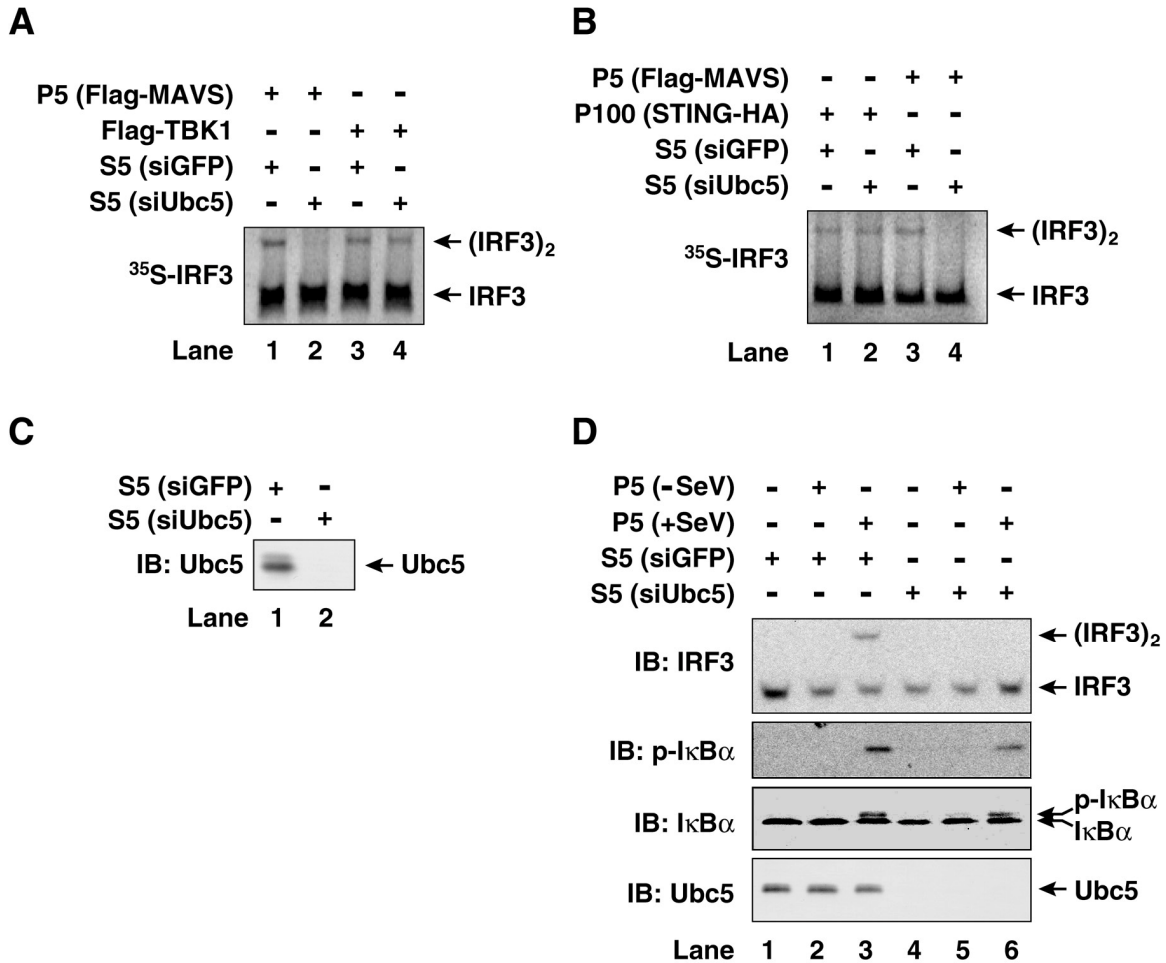 A
P5 (Flag-MAVS) + + - -
Flag-TBK1 - - + +
S5 (siGFP) + - + -
S5 (siUbc5) - + - +
(IRF3)2
35S-IRF3
IRF3
Lane 1 2 3 4
B
P5 (Flag-MAVS) - - + +
P100 (STING-HA) + + - -
S5 (siGFP) + - + -
S5 (siUbc5) - + - +
(IRF3)2
35S-IRF3
IRF3
Lane 1 2 3 4
C
S5 (siGFP) + -
S5 (siUbc5) - +
IB: Ubc5 Ubc5
Lane 1 2
D
P5 (-SeV) - + - - + -
P5 (+SeV) - - + - - +
S5 (siGFP) + + + - - -
S5 (siUbc5) - - - + + +
(IRF3)2
IB: IRF3
IRF3
IB: p-IκBα
p-IκBα
IB: IκBα
IκBα
IB: Ubc5 Ubc5
Lane 1 2 3 4 5 6